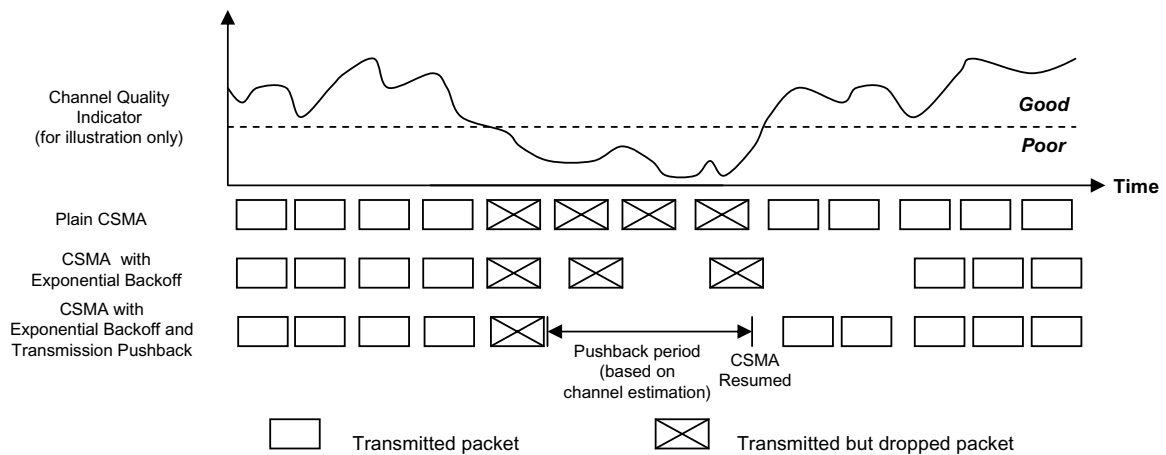 Channel Quality
Indicator
(for illustration only)
Good
Poor
Time
Plain CSMA
CSMA with
Exponential Backoff
CSMA with
Exponential Backoff and
Transmission Pushback
Pushback period
(based on
channel estimation)
CSMA
Resumed
Transmitted packet
Transmitted but dropped packet